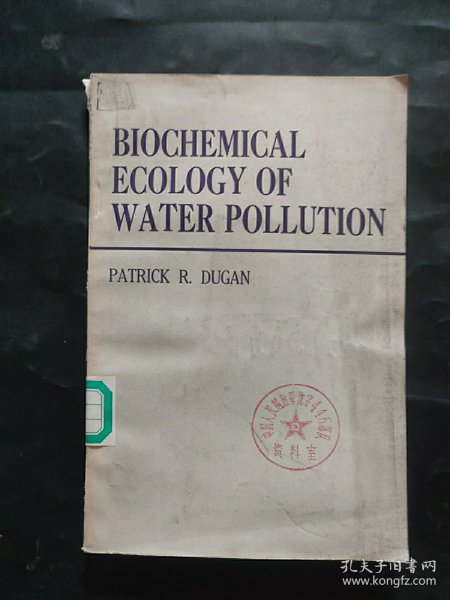 BIOCHEMICAL
ECOLOGY OF
WATER POLLUTION
PATRICK R. DUGAN
资料室
孔夫子旧书网
www.kongfz.com